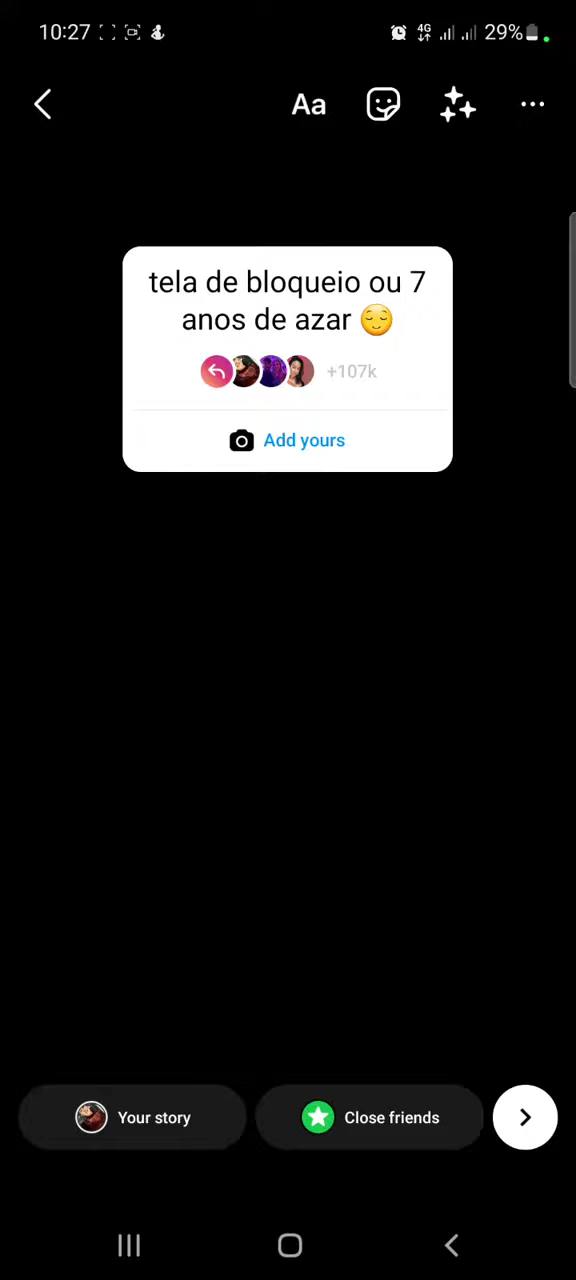 10:27 4G 29%
Aa
tela de bloqueio ou 7
anos de azar 😌
+107k
Add yours
Your story Close friends